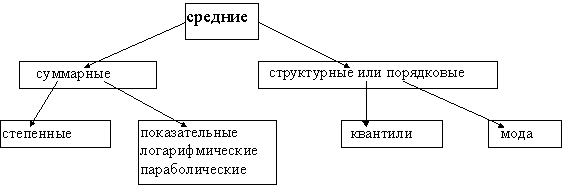 средние
суммарные
структурные или порядковые
степенные
показательные
логарифмические
параболические
квантили
мода